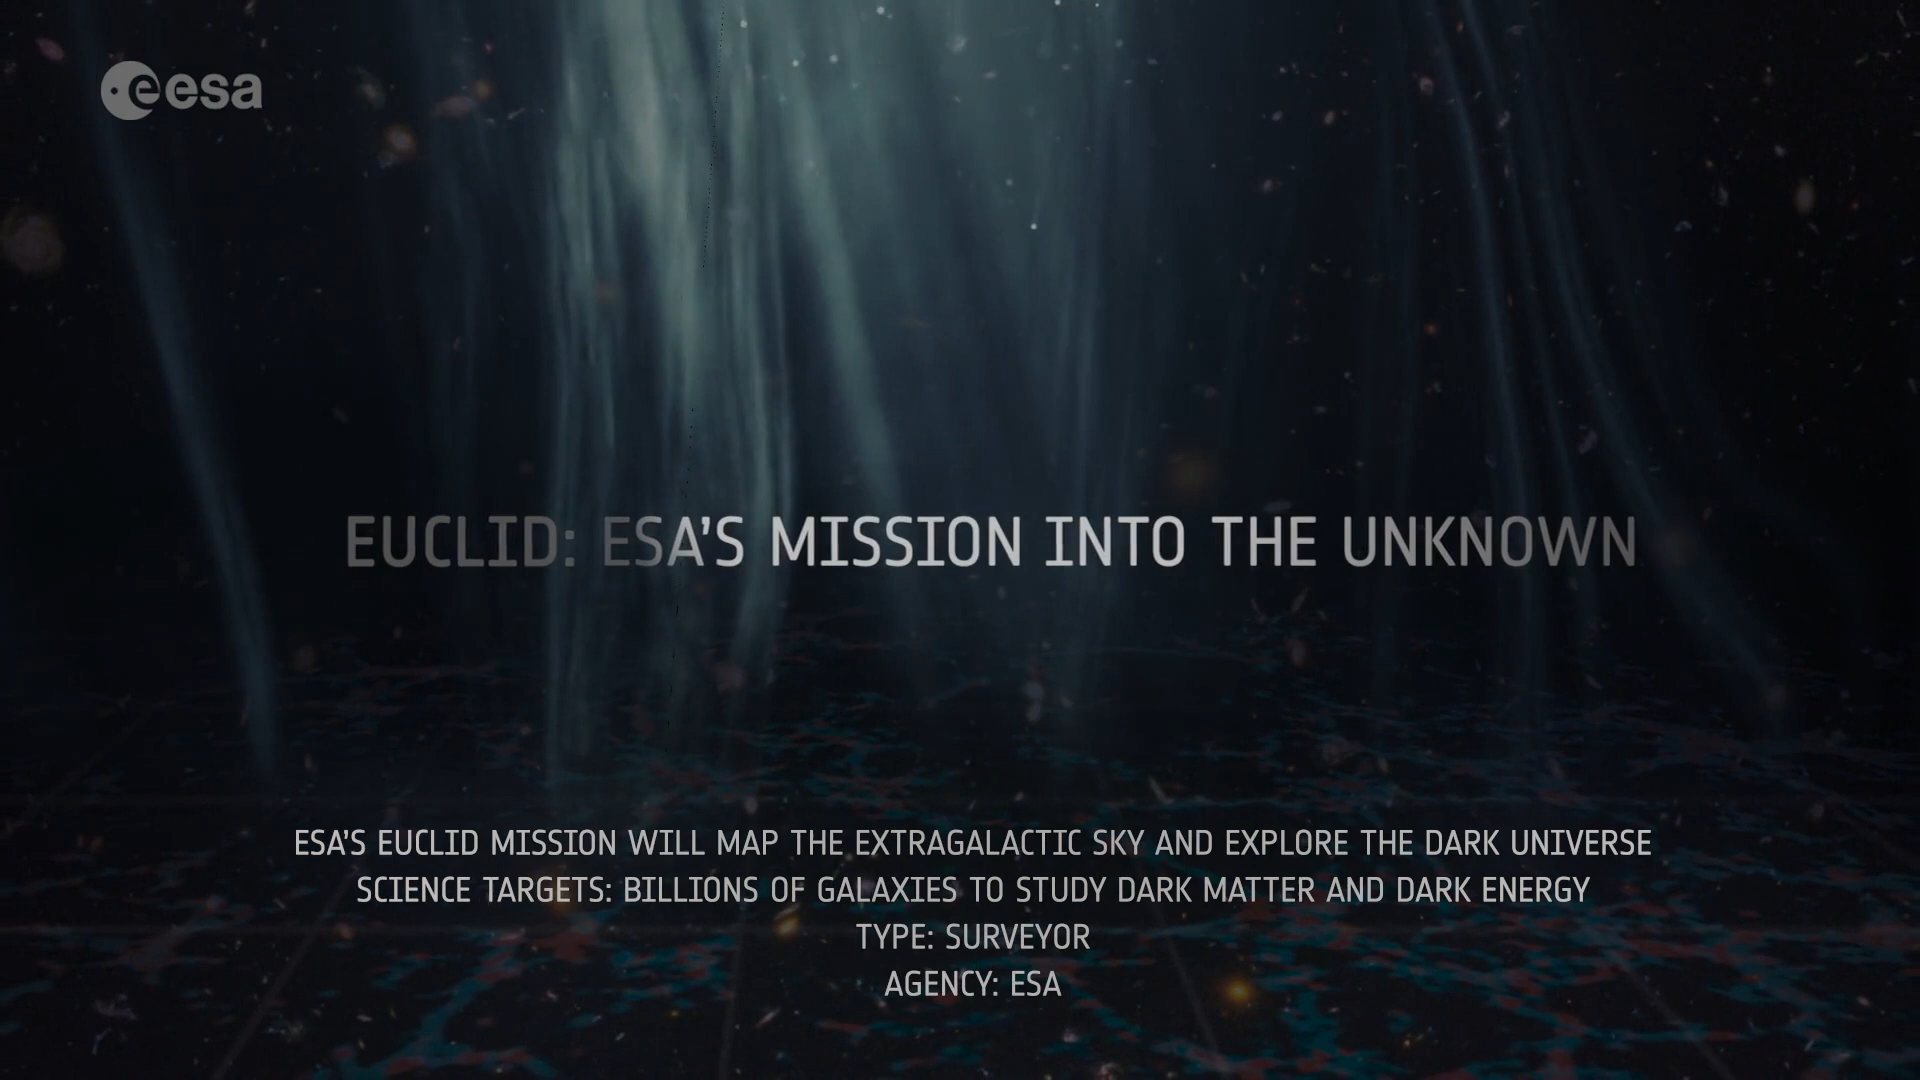 esa
EUCLID: ESA'S MISSION INTO THE UNKNOWN
ESA'S EUCLID MISSION WILL MAP THE EXTRAGALACTIC SKY AND EXPLORE THE DARK UNIVERSE
SCIENCE TARGETS: BILLIONS OF GALAXIES TO STUDY DARK MATTER AND DARK ENERGY
TYPE: SURVEYOR
AGENCY: ESA